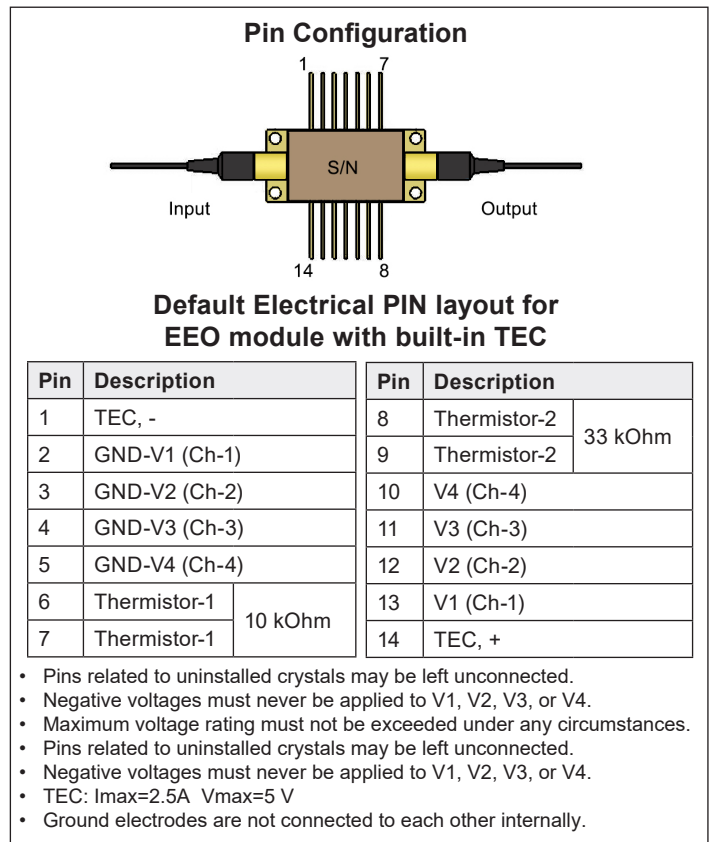 Pin Configuration
1 7
S/N
Input Output
14 8
Default Electrical PIN layout for
EEO module with built-in TEC
Pin Description
1 TEC, -
2 GND-V1 (Ch-1)
3 GND-V2 (Ch-2)
4 GND-V3 (Ch-3)
5 GND-V4 (Ch-4)
6 Thermistor-1 10 kOhm
7 Thermistor-1
Pin Description
8 Thermistor-2 33 kOhm
9 Thermistor-2
10 V4 (Ch-4)
11 V3 (Ch-3)
12 V2 (Ch-2)
13 V1 (Ch-1)
14 TEC, +
• Pins related to uninstalled crystals may be left unconnected.
• Negative voltages must never be applied to V1, V2, V3, or V4.
• Maximum voltage rating must not be exceeded under any circumstances.
• Pins related to uninstalled crystals may be left unconnected.
• Negative voltages must never be applied to V1, V2, V3, or V4.
• TEC: Imax=2.5A Vmax=5 V
• Ground electrodes are not connected to each other internally.